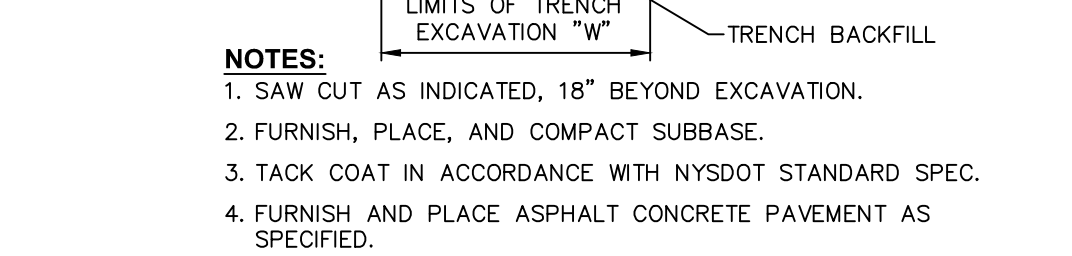 LIMITS OF TRENCH
EXCAVATION "W"
TRENCH BACKFILL
NOTES:
1. SAW CUT AS INDICATED, 18" BEYOND EXCAVATION.
2. FURNISH, PLACE, AND COMPACT SUBBASE.
3. TACK COAT IN ACCORDANCE WITH NYSDOT STANDARD SPEC.
4. FURNISH AND PLACE ASPHALT CONCRETE PAVEMENT AS
SPECIFIED.